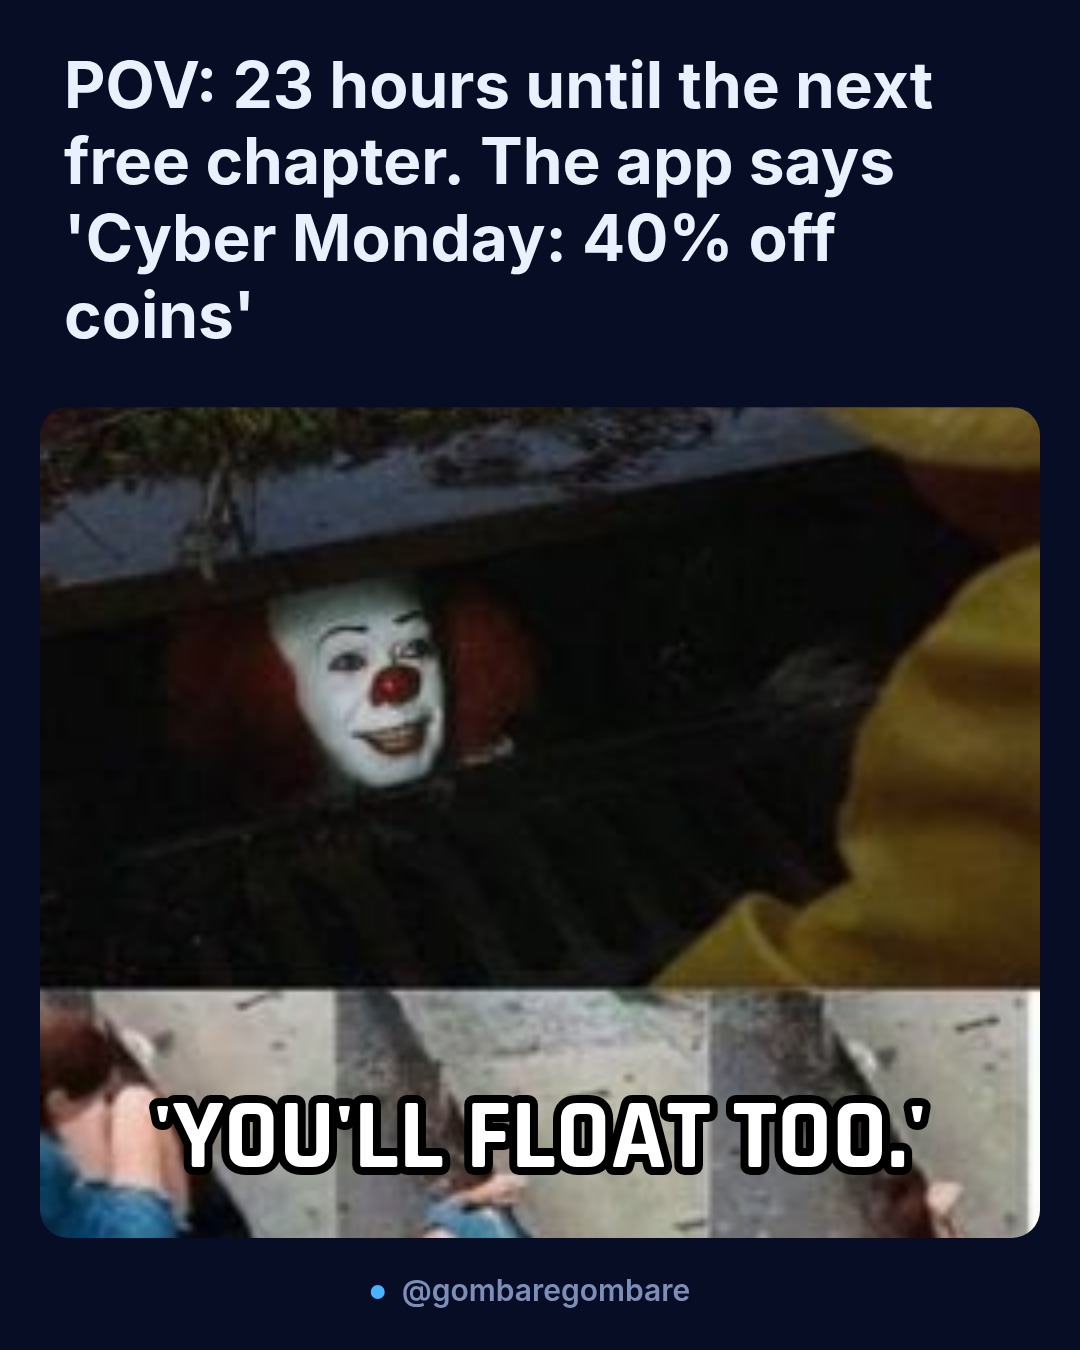 POV: 23 hours until the next
free chapter. The app says
'Cyber Monday: 40% off
coins'
'YOU'LL FLOAT TOO.'
@gombaregombare